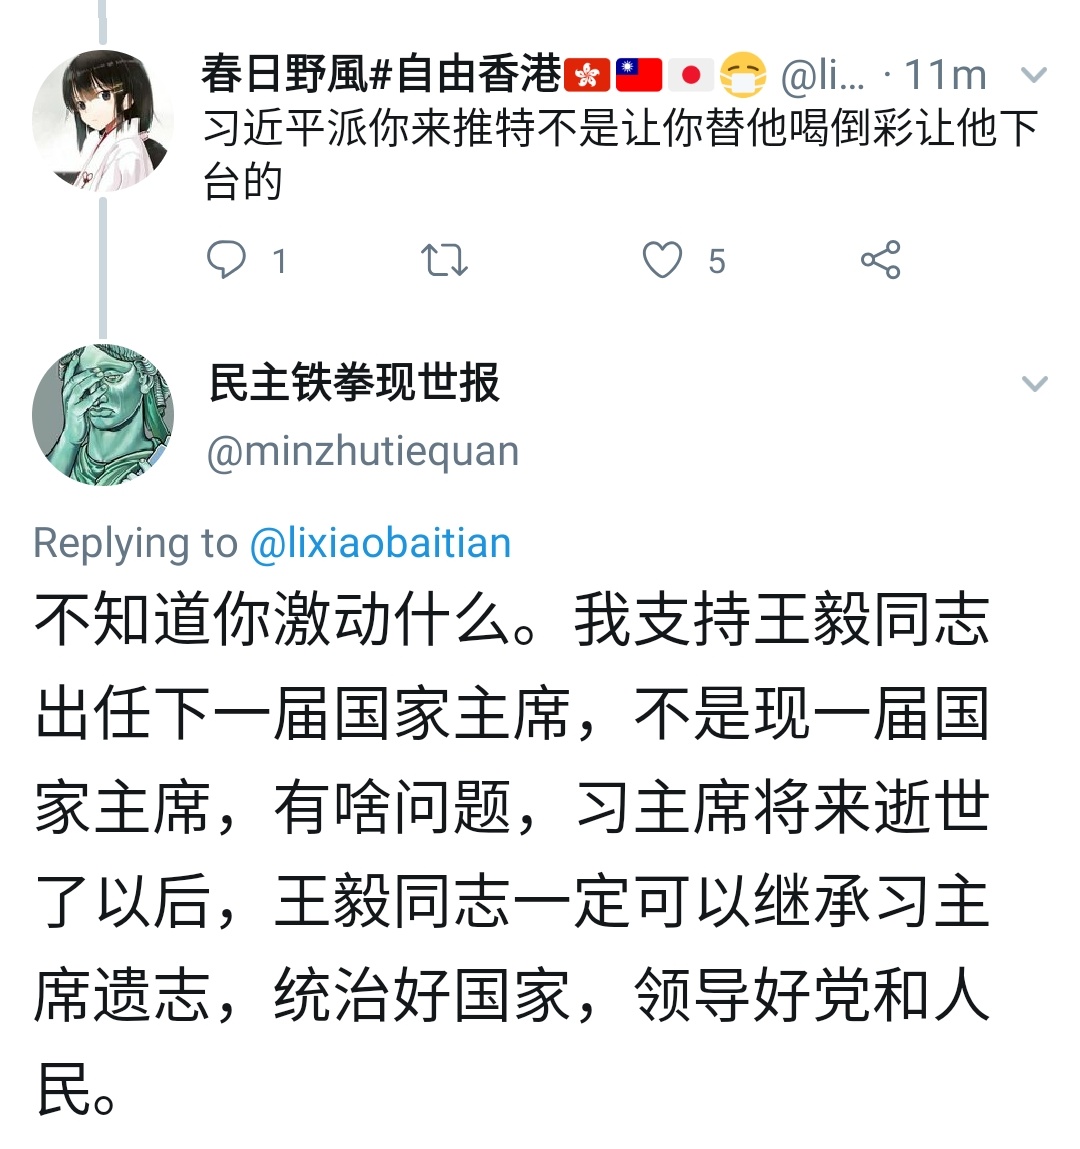 春日野風#自由香港🇭🇰🇹🇼🇯🇵😷 @li... · 11m
习近平派你来推特不是让你替他喝倒彩让他下
台的
1 5
民主铁拳现世报
@minzhutiequan
Replying to @lixiaobaitian
不知道你激动什么。我支持王毅同志
出任下一届国家主席，不是现一届国
家主席，有啥问题，习主席将来逝世
了以后，王毅同志一定可以继承习主
席遗志，统治好国家，领导好党和人
民。